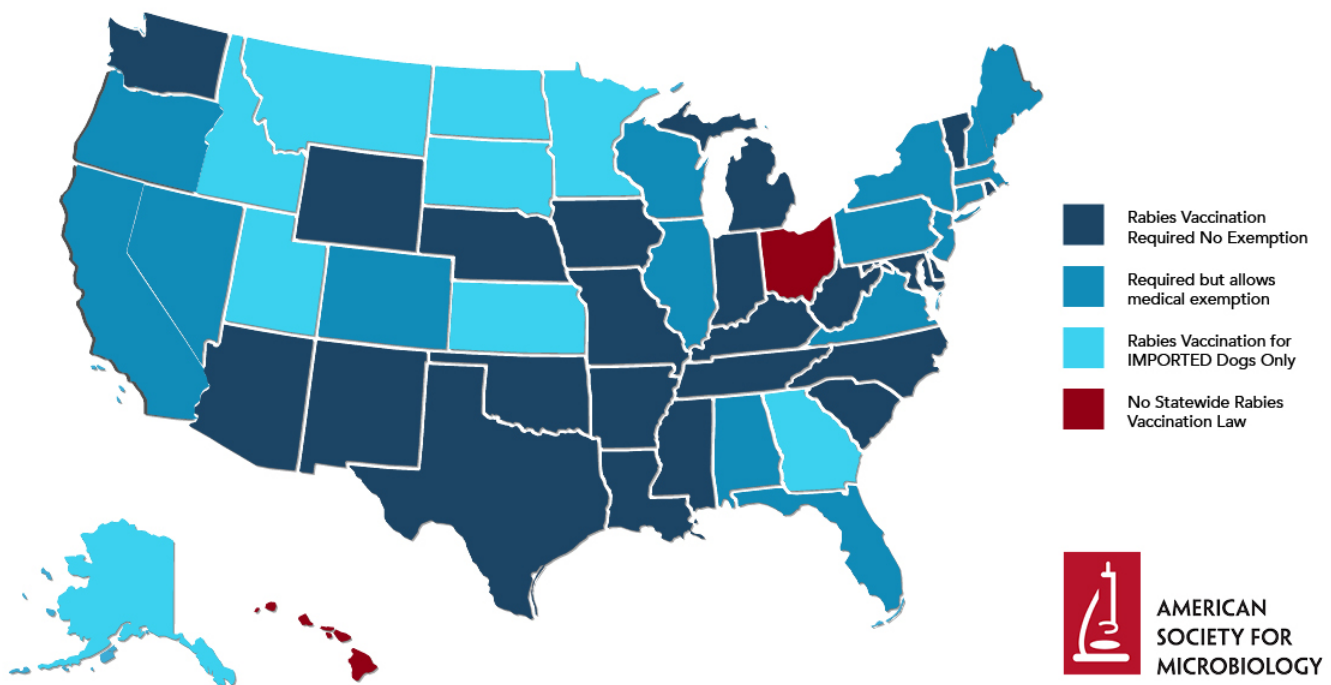 Rabies Vaccination
Required No Exemption
Required but allows
medical exemption
Rabies Vaccination for
IMPORTED Dogs Only
No Statewide Rabies
Vaccination Law
AMERICAN
SOCIETY FOR
MICROBIOLOGY